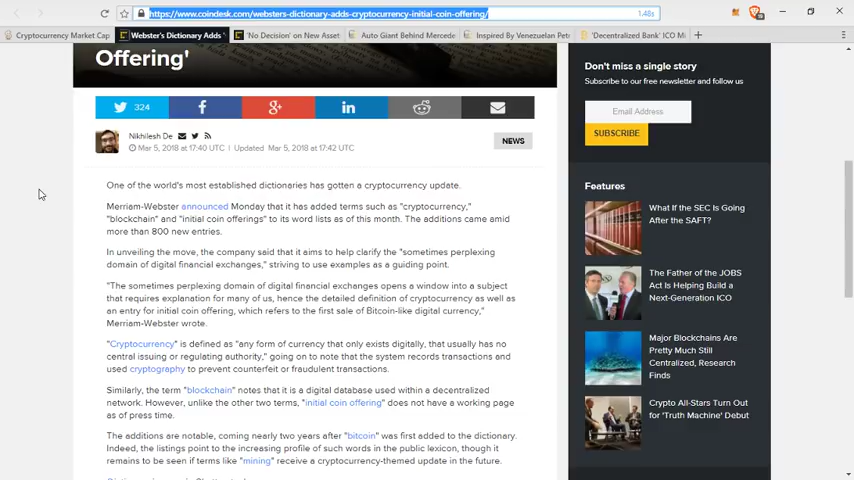 https://www.coindesk.com/websters-dictionary-adds-cryptocurrency-initial-coin-offering/
1.48s
Cryptocurrency Market Cap
Webster's Dictionary Adds
'No Decision' on New Asset
Auto Giant Behind Mercede
Inspired By Venezuelan Pet
'Decentralized Bank' ICO Mi
Offering'
324
Nikhilesh De
Mar 5, 2018 at 17:40 UTC | Updated Mar 5, 2018 at 17:42 UTC
NEWS
One of the world's most established dictionaries has gotten a cryptocurrency update.
Merriam-Webster announced Monday that it has added terms such as "cryptocurrency,"
"blockchain" and "initial coin offerings" to its word lists as of this month. The additions came amid
more than 800 new entries.
In unveiling the move, the company said that it aims to help clarify the "sometimes perplexing
domain of digital financial exchanges," striving to use examples as a guiding point.
"The sometimes perplexing domain of digital financial exchanges opens a window into a subject
that requires explanation for many of us, hence the detailed definition of cryptocurrency as well as
an entry for initial coin offering, which refers to the first sale of Bitcoin-like digital currency,"
Merriam-Webster wrote.
"Cryptocurrency" is defined as "any form of currency that only exists digitally, that usually has no
central issuing or regulating authority," going on to note that the system records transactions and
used cryptography to prevent counterfeit or fraudulent transactions.
Similarly, the term "blockchain" notes that it is a digital database used within a decentralized
network. However, unlike the other two terms, "initial coin offering" does not have a working page
as of press time.
The additions are notable, coming nearly two years after "bitcoin" was first added to the dictionary.
Indeed, the listings point to the increasing profile of such words in the public lexicon, though it
remains to be seen if terms like "mining" receive a cryptocurrency-themed update in the future.
Don't miss a single story
Subscribe to our free newsletter and follow us
Email Address
SUBSCRIBE
Features
What If the SEC Is Going
After the SAFT?
The Father of the JOBS
Act Is Helping Build a
Next-Generation ICO
Major Blockchains Are
Pretty Much Still
Centralized, Research
Finds
Crypto All-Stars Turn Out
for 'Truth Machine' Debut